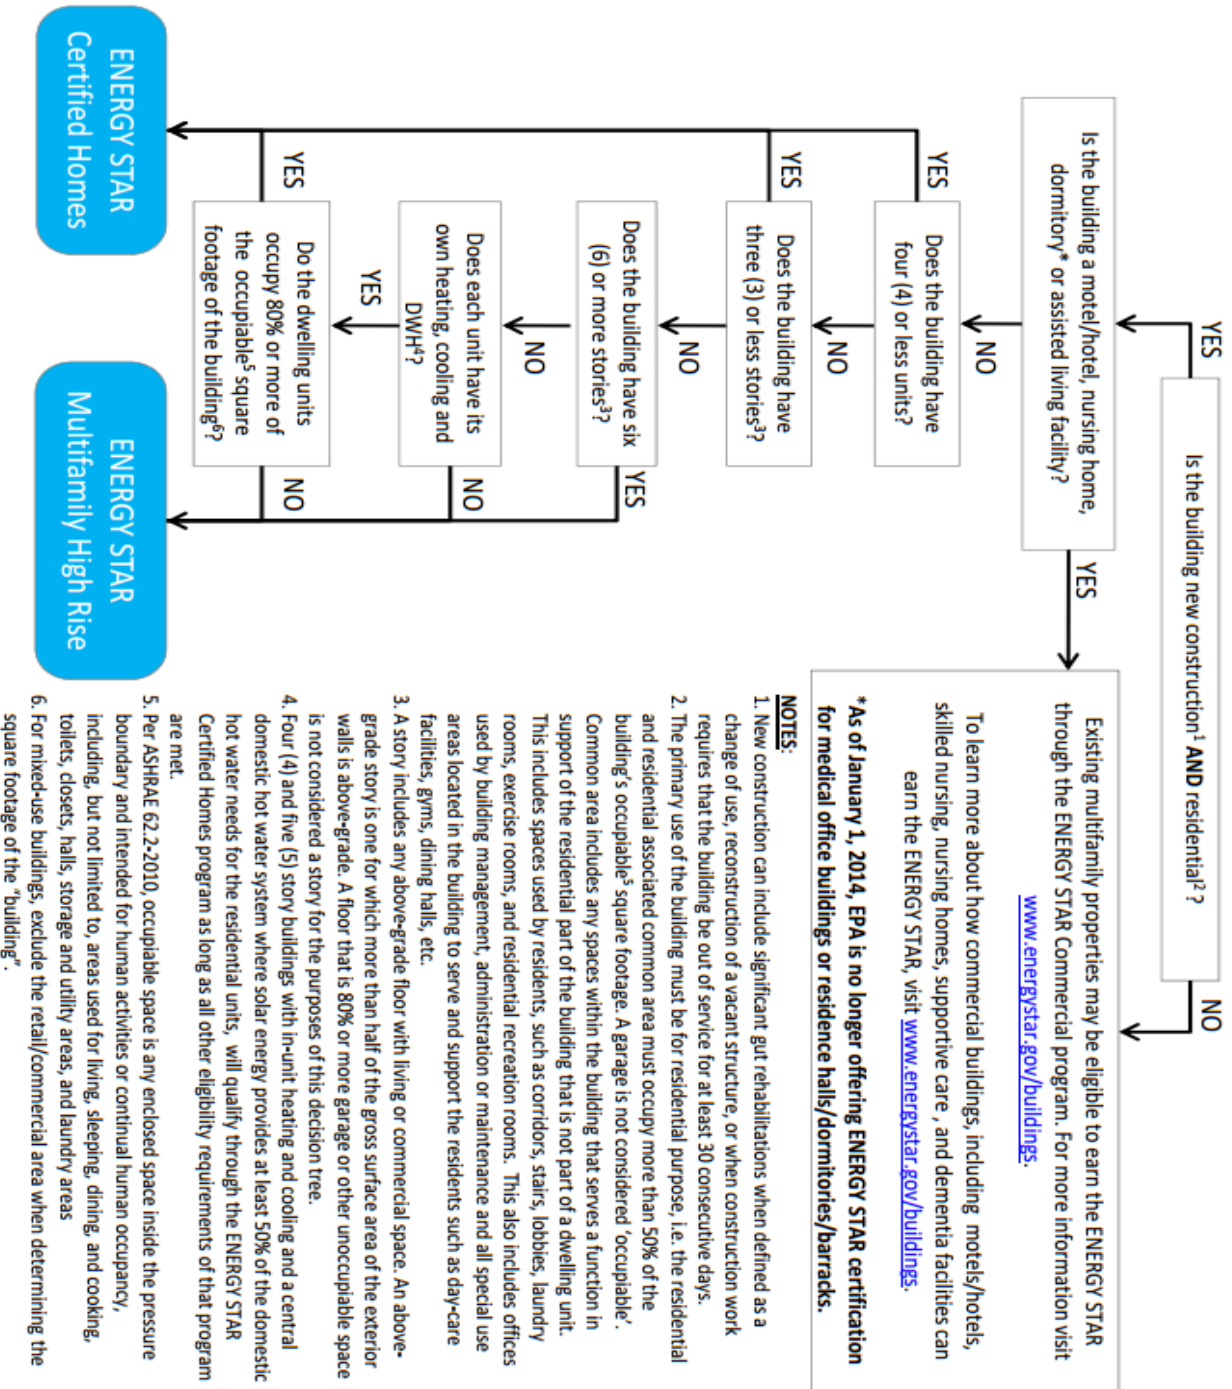 Is the building new construction¹ AND residential²?
YES
NO
Is the building a motel/hotel, nursing home,
dormitory* or assisted living facility?
YES
NO
Does the building have
four (4) or less units?
YES
NO
Does the building have
three (3) or less stories³?
YES
NO
Does the building have six
(6) or more stories³?
YES
NO
Does each unit have its
own heating, cooling and
DWH⁴?
NO
YES
Do the dwelling units
occupy 80% or more of
the occupiable⁵ square
footage of the building⁶?
YES
NO
ENERGY STAR
Certified Homes
ENERGY STAR
Multifamily High Rise
Existing multifamily properties may be eligible to earn the ENERGY STAR
through the ENERGY STAR Commercial program. For more information visit
www.energystar.gov/buildings.
To learn more about how commercial buildings, including motels/hotels,
skilled nursing, nursing homes, supportive care , and dementia facilities can
earn the ENERGY STAR, visit www.energystar.gov/buildings.
*As of January 1, 2014, EPA is no longer offering ENERGY STAR certification
for medical office buildings or residence halls/dormitories/barracks.
NOTES:
1. New construction can include significant gut rehabilitations when defined as a
change of use, reconstruction of a vacant structure, or when construction work
requires that the building be out of service for at least 30 consecutive days.
2. The primary use of the building must be for residential purpose, i.e. the residential
and residential associated common area must occupy more than 50% of the
building's occupiable⁵ square footage. A garage is not considered 'occupiable'.
Common area includes any spaces within the building that serves a function in
support of the residential part of the building that is not part of a dwelling unit.
This includes spaces used by residents, such as corridors, stairs, lobbies, laundry
rooms, exercise rooms, and residential recreation rooms. This also includes offices
used by building management, administration or maintenance and all special use
areas located in the building to serve and support the residents such as day-care
facilities, gyms, dining halls, etc.
3. A story includes any above-grade floor with living or commercial space. An above-
grade story is one for which more than half of the gross surface area of the exterior
walls is above-grade. A floor that is 80% or more garage or other unoccupiable space
is not considered a story for the purposes of this decision tree.
4. Four (4) and five (5) story buildings with in-unit heating and cooling and a central
domestic hot water system where solar energy provides at least 50% of the domestic
hot water needs for the residential units, will qualify through the ENERGY STAR
Certified Homes program as long as all other eligibility requirements of that program
are met.
5. Per ASHRAE 62.2-2010, occupiable space is any enclosed space inside the pressure
boundary and intended for human activities or continual human occupancy,
including, but not limited to, areas used for living, sleeping, dining, and cooking,
toilets, closets, halls, storage and utility areas, and laundry areas
6. For mixed-use buildings, exclude the retail/commercial area when determining the
square footage of the "building".